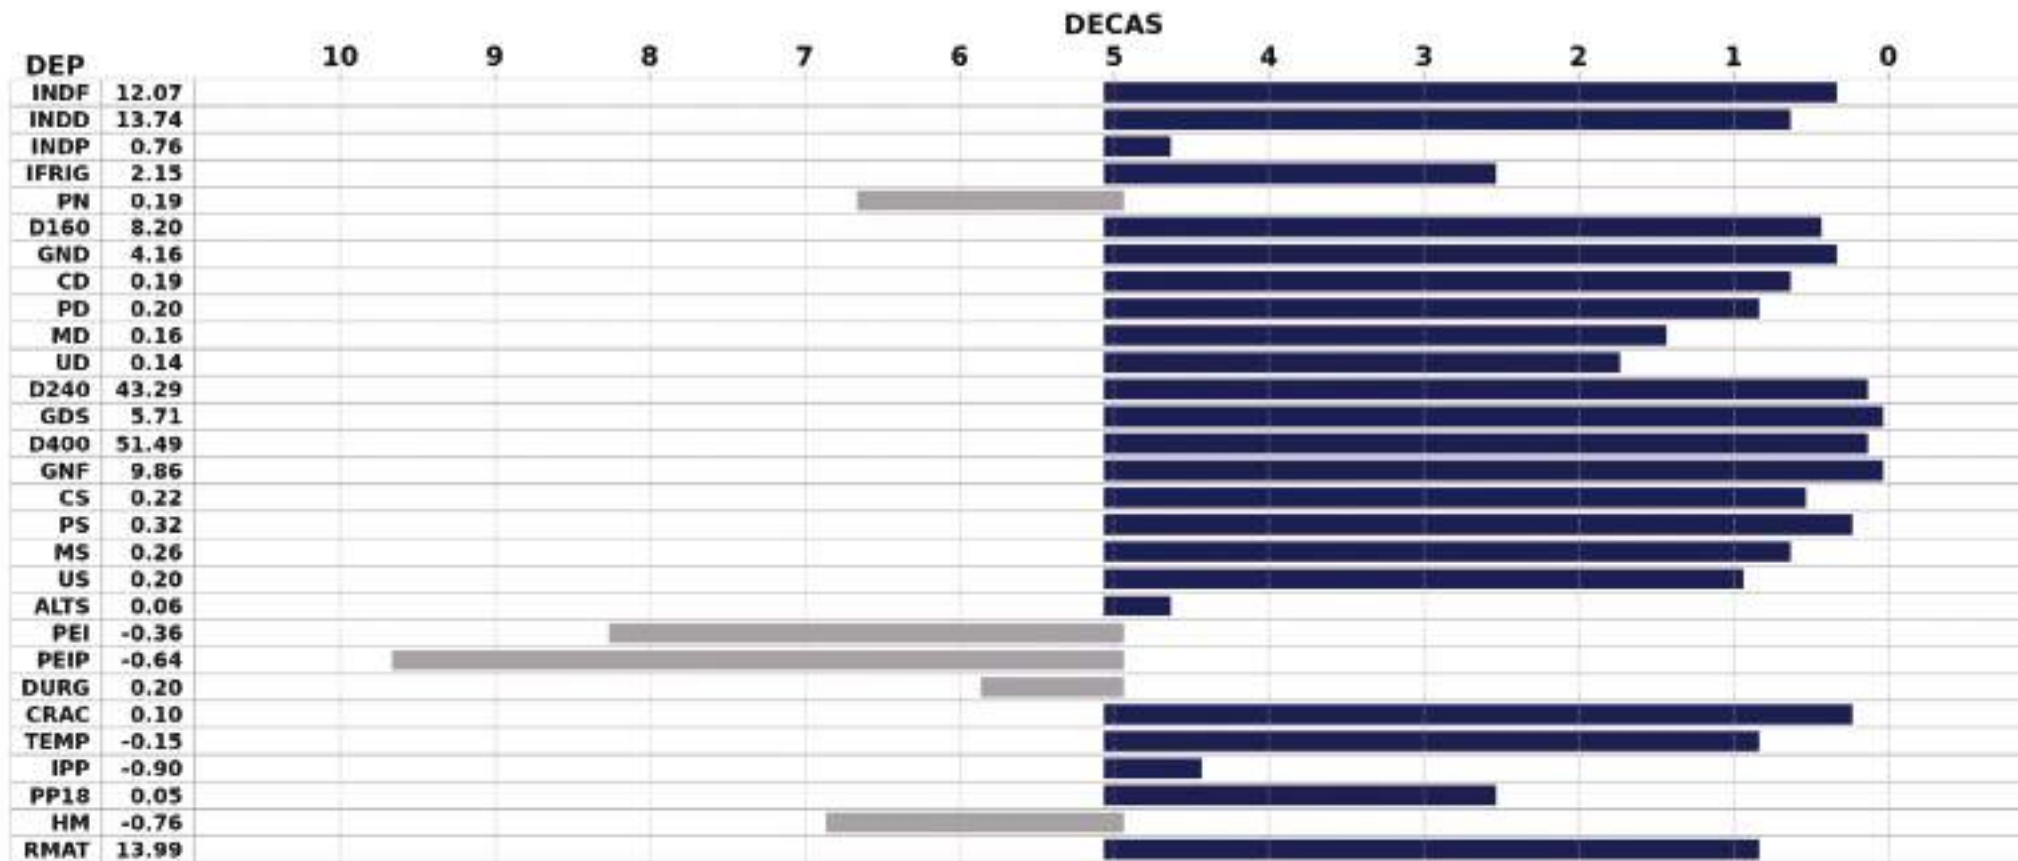 DECAS
DEP 10 9 8 7 6 5 4 3 2 1 0
INDF 12.07
INDD 13.74
INDP 0.76
IFRIG 2.15
PN 0.19
D160 8.20
GND 4.16
CD 0.19
PD 0.20
MD 0.16
UD 0.14
D240 43.29
GDS 5.71
D400 51.49
GNF 9.86
CS 0.22
PS 0.32
MS 0.26
US 0.20
ALTS 0.06
PEI -0.36
PEIP -0.64
DURG 0.20
CRAC 0.10
TEMP -0.15
IPP -0.90
PP18 0.05
HM -0.76
RMAT 13.99